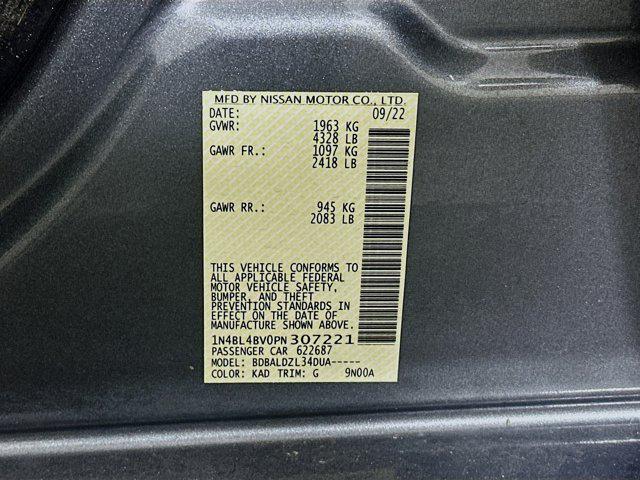 MFD BY NISSAN MOTOR CO., LTD.
DATE: 09/22
GVWR: 1963 KG
4328 LB
GAWR FR.: 1097 KG
2418 LB
GAWR RR.: 945 KG
2083 LB
THIS VEHICLE CONFORMS TO
ALL APPLICABLE FEDERAL
MOTOR VEHICLE SAFETY,
BUMPER, AND THEFT
PREVENTION STANDARDS IN
EFFECT ON THE DATE OF
MANUFACTURE SHOWN ABOVE.
1N4BL4BV0PN 307221
PASSENGER CAR 622687
MODEL: BDBALDZL34DUA-----
COLOR: KAD TRIM: G 9N00A